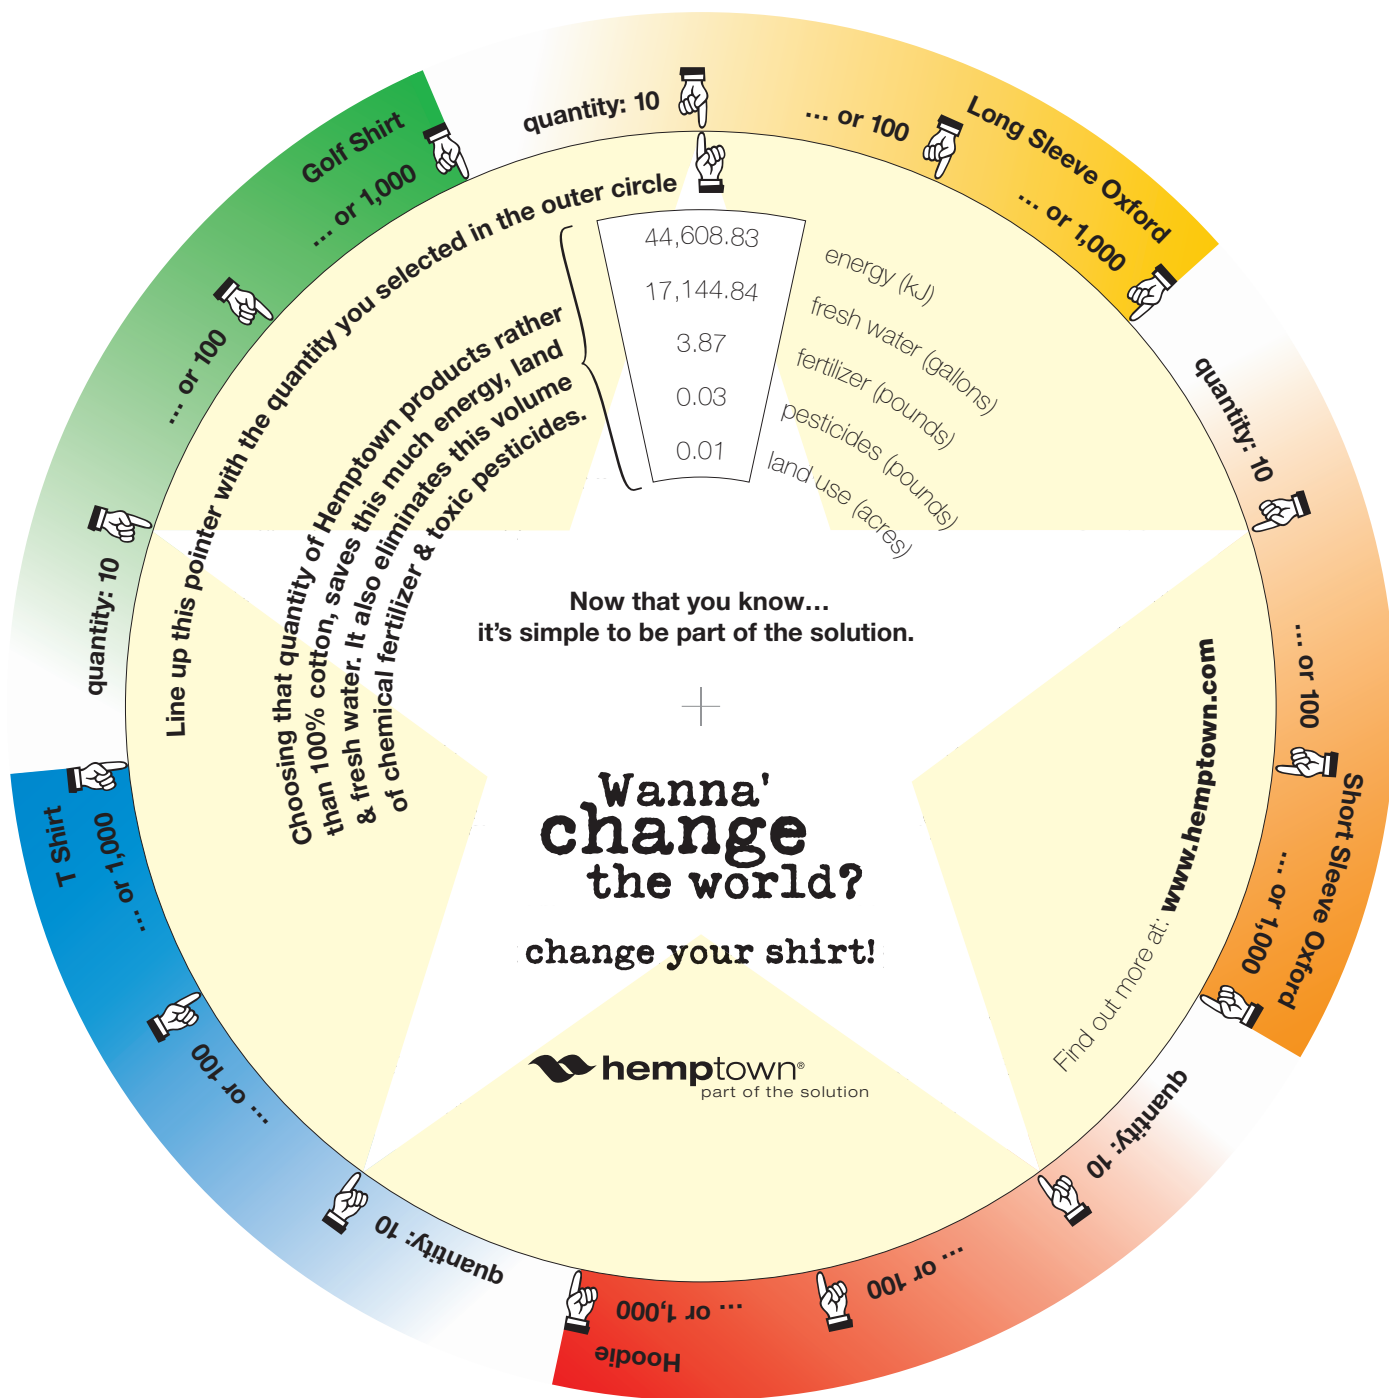 quantity: 10
... or 100
... or 1,000
Long Sleeve Oxford
quantity: 10
... or 100
... or 1,000
Short Sleeve Oxford
quantity: 10
... or 100
... or 1,000
Hoodie
quantity: 10
... or 100
... or 1,000
T Shirt
quantity: 10
... or 100
... or 1,000
Golf Shirt
Line up this pointer with the quantity you selected in the outer circle
Choosing that quantity of Hemptown products rather
than 100% cotton, saves this much energy, land
& fresh water. It also eliminates this volume
of chemical fertilizer & toxic pesticides.
44,608.83
energy (kJ)
17,144.84
fresh water (gallons)
3.87
fertilizer (pounds)
0.03
pesticides (pounds)
0.01
land use (acres)
Now that you know...
it's simple to be part of the solution.
Wanna'
change
the world?
change your shirt!
hemptown®
part of the solution
Find out more at: www.hemptown.com